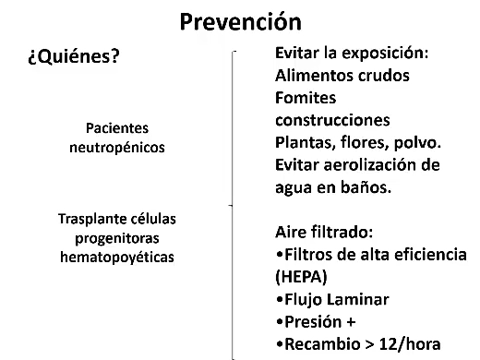 Prevención
¿Quiénes?
Pacientes
neutropénicos
Trasplante células
progenitoras
hematopoyéticas
Evitar la exposición:
Alimentos crudos
Fomites
construcciones
Plantas, flores, polvo.
Evitar aerolización de
agua en baños.
Aire filtrado:
•Filtros de alta eficiencia
(HEPA)
•Flujo Laminar
•Presión +
•Recambio > 12/hora